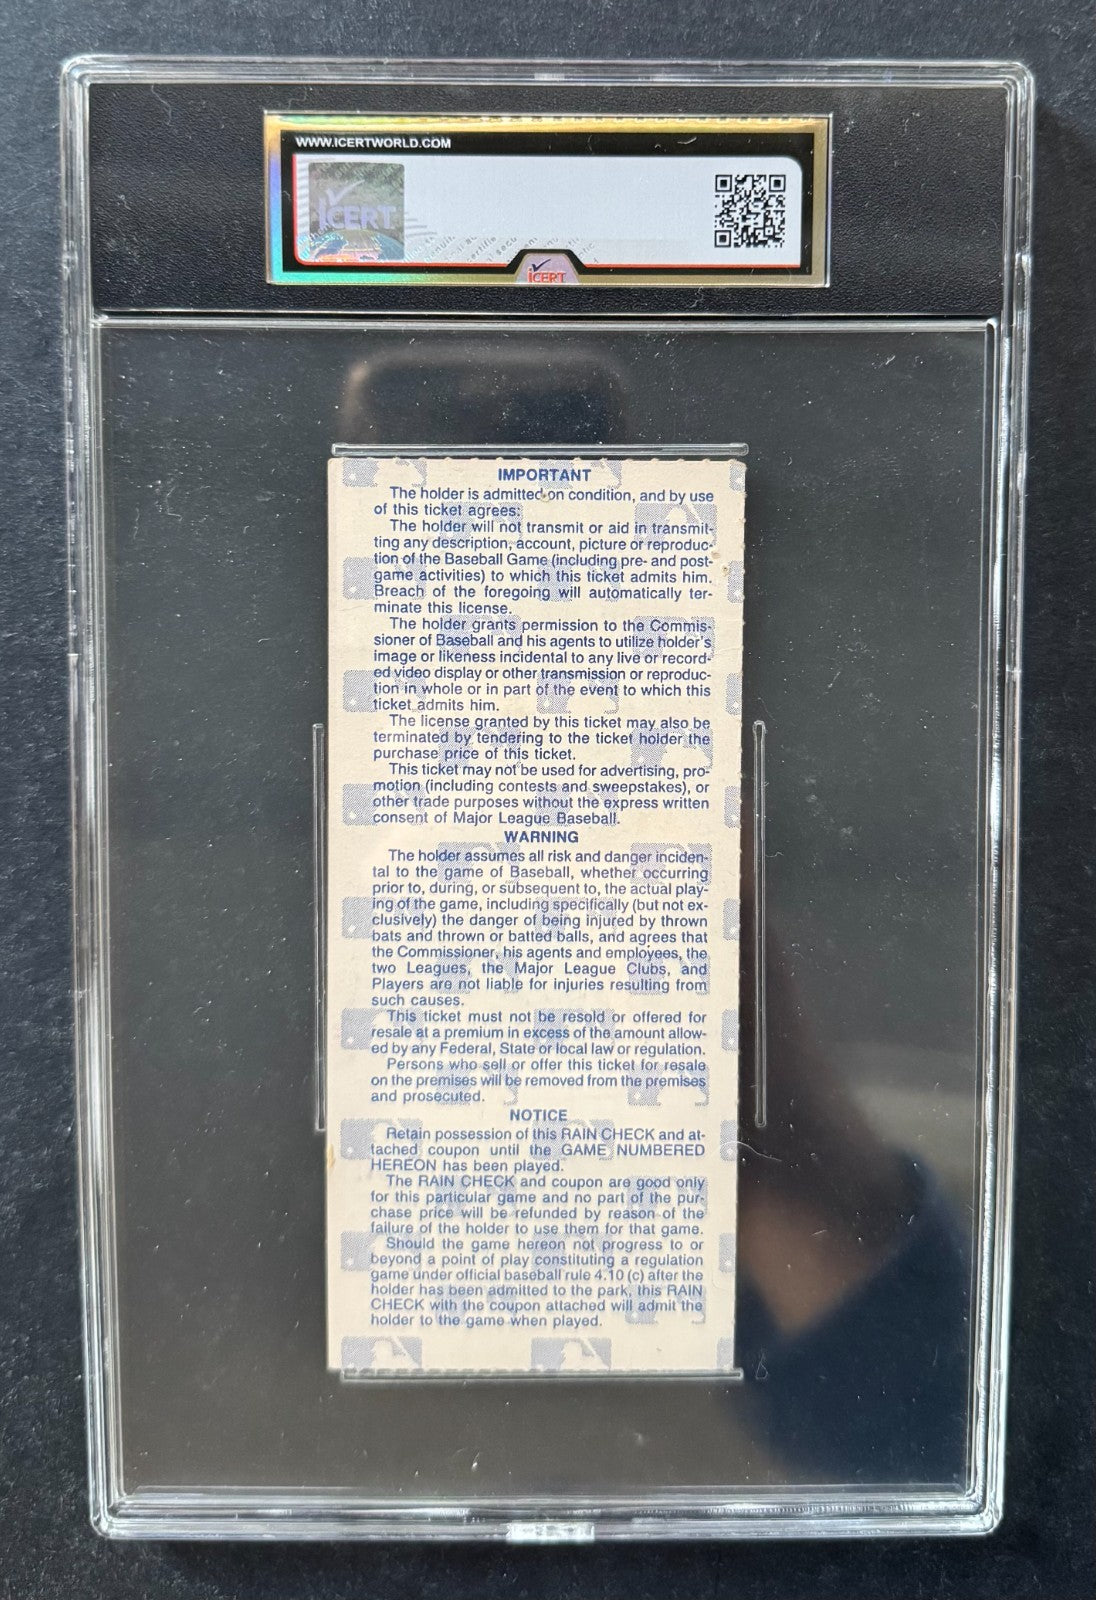 WWW.ICERTWORLD.COM
ICERT
ICERT
IMPORTANT
The holder is admitted on condition, and by use
of this ticket agrees:
The holder will not transmit or aid in transmit-
ting any description, account, picture or reproduc-
tion of the Baseball Game (including pre- and post-
game activities) to which this ticket admits him.
Breach of the foregoing will automatically ter-
minate this license.
The holder grants permission to the Commis-
sioner of Baseball and his agents to utilize holder's
image or likeness incidental to any live or record-
ed video display or other transmission or reproduc-
tion in whole or in part of the event to which this
ticket admits him.
The license granted by this ticket may also be
terminated by tendering to the ticket holder the
purchase price of this ticket.
This ticket may not be used for advertising, pro-
motion (including contests and sweepstakes), or
other trade purposes without the express written
consent of Major League Baseball.
WARNING
The holder assumes all risk and danger inciden-
tal to the game of Baseball, whether occurring
prior to, during, or subsequent to, the actual play-
ing of the game, including specifically (but not ex-
clusively) the danger of being injured by thrown
bats and thrown or batted balls, and agrees that
the Commissioner, his agents and employees, the
two Leagues, the Major League Clubs, and
Players are not liable for injuries resulting from
such causes.
This ticket must not be resold or offered for
resale at a premium in excess of the amount allow-
ed by any Federal, State or local law or regulation.
Persons who sell or offer this ticket for resale
on the premises will be removed from the premises
and prosecuted.
NOTICE
Retain possession of this RAIN CHECK and at-
tached coupon until the GAME NUMBERED
HEREON has been played.
The RAIN CHECK and coupon are good only
for this particular game and no part of the pur-
chase price will be refunded by reason of the
failure of the holder to use them for that game.
Should the game hereon not progress to or
beyond a point of play constituting a regulation
game under official baseball rule 4.10 (c) after the
holder has been admitted to the park, this RAIN
CHECK with the coupon attached will admit the
holder to the game when played.